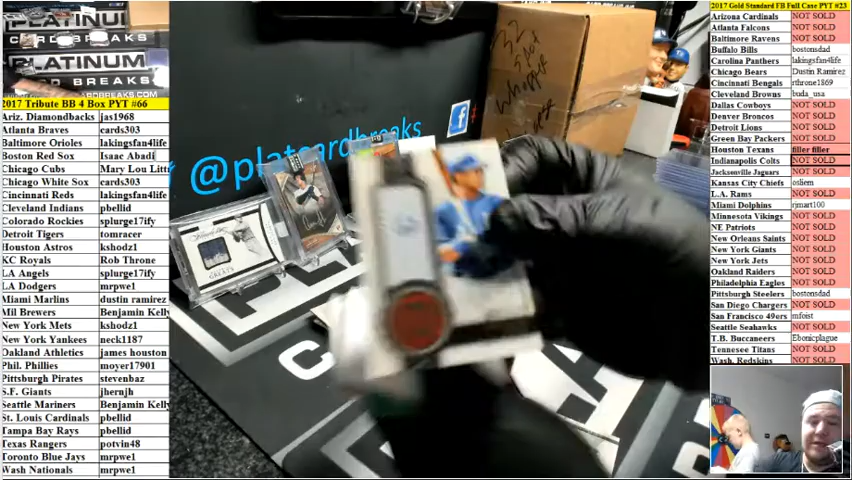 PLATINUM
CARD BREAKS
PLATINUM
2017 Tribute BB 4 Box PYT #66
Ariz. Diamondbacks jas1968
Atlanta Braves cards303
Baltimore Orioles lakingsfan4life
Boston Red Sox Isaac Abadi
Chicago Cubs Mary Lou Litt
Chicago White Sox cards303
Cincinnati Reds lakingsfan4life
Cleveland Indians pbellid
Colorado Rockies splurge17ify
Detroit Tigers tomracer
Houston Astros kshodz1
KC Royals Rob Throne
LA Angels splurge17ify
LA Dodgers mrpwe1
Miami Marlins dustin ramirez
Mil Brewers Benjamin Kelly
New York Mets kshodz1
New York Yankees neck1187
Oakland Athletics james houston
Phil. Phillies moyer17901
Pittsburgh Pirates stevenbaz
S.F. Giants jhernjh
Seattle Mariners Benjamin Kelly
St. Louis Cardinals pbellid
Tampa Bay Rays pbellid
Texas Rangers potvin48
Toronto Blue Jays mrpwe1
Wash Nationals mrpwe1
@platcardbreaks
32
Spot
Whopper
f
2017 Gold Standard FB Full Case PYT #23
Arizona Cardinals NOT SOLD
Atlanta Falcons NOT SOLD
Baltimore Ravens NOT SOLD
Buffalo Bills bostonsdad
Carolina Panthers lakingsfan4life
Chicago Bears Dustin Ramirez
Cincinnati Bengals rthrone1869
Cleveland Browns buda_usa
Dallas Cowboys NOT SOLD
Denver Broncos NOT SOLD
Detroit Lions NOT SOLD
Green Bay Packers NOT SOLD
Houston Texans filler filler
Indianapolis Colts NOT SOLD
Jacksonville Jaguars NOT SOLD
Kansas City Chiefs osliem
L.A. Rams NOT SOLD
Miami Dolphins rjmart100
Minnesota Vikings NOT SOLD
NE Patriots NOT SOLD
New Orleans Saints NOT SOLD
New York Giants NOT SOLD
New York Jets NOT SOLD
Oakland Raiders NOT SOLD
Philadelphia Eagles NOT SOLD
Pittsburgh Steelers bostonsdad
San Diego Chargers NOT SOLD
San Francisco 49ers mfoist
Seattle Seahawks NOT SOLD
T.B. Buccaneers Ebonicplague
Tennesee Titans NOT SOLD
Wash. Redskins NOT SOLD